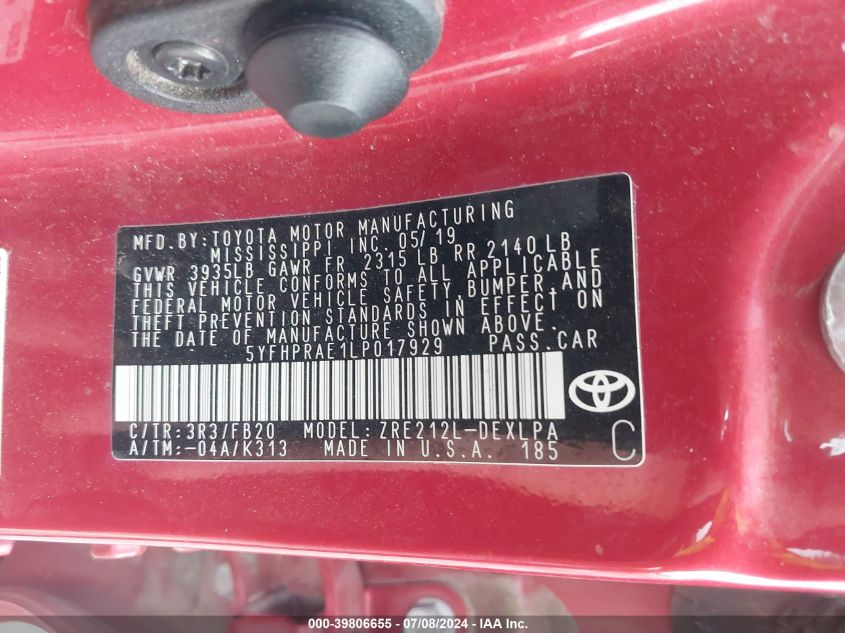 MFD.BY:TOYOTA MOTOR MANUFACTURING
MISSISSIPPI INC.05/19
GVWR 3935LB GAWR FR 2315 LB RR 2140 LB
THIS VEHICLE CONFORMS TO ALL APPLICABLE
FEDERAL MOTOR VEHICLE SAFETY,BUMPER,AND
THEFT PREVENTION STANDARDS IN EFFECT ON
THE DATE OF MANUFACTURE SHOWN ABOVE.
5YFHPRAE1LP017929 PASS.CAR
C/TR:3R3/FB20 MODEL:ZRE212L-DEXLPA
A/TM:-04A/K313 MADE IN U.S.A. 185
C
000-39806655 - 07/08/2024 - IAAI.com